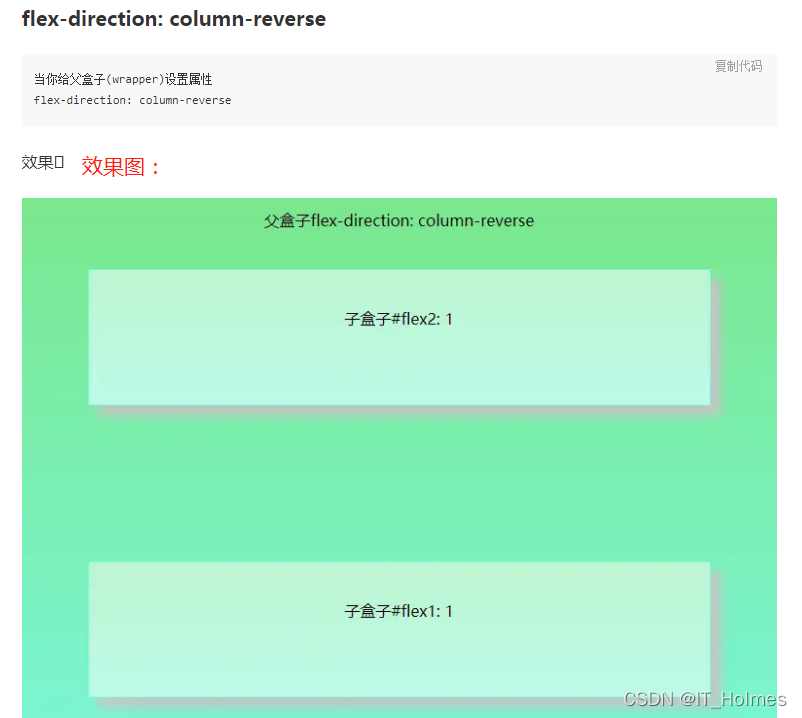 flex-direction: column-reverse
复制代码
当你给父盒子(wrapper)设置属性
flex-direction: column-reverse
效果 效果图：
父盒子flex-direction: column-reverse
子盒子#flex2: 1
子盒子#flex1: 1
CSDN @IT_Holmes